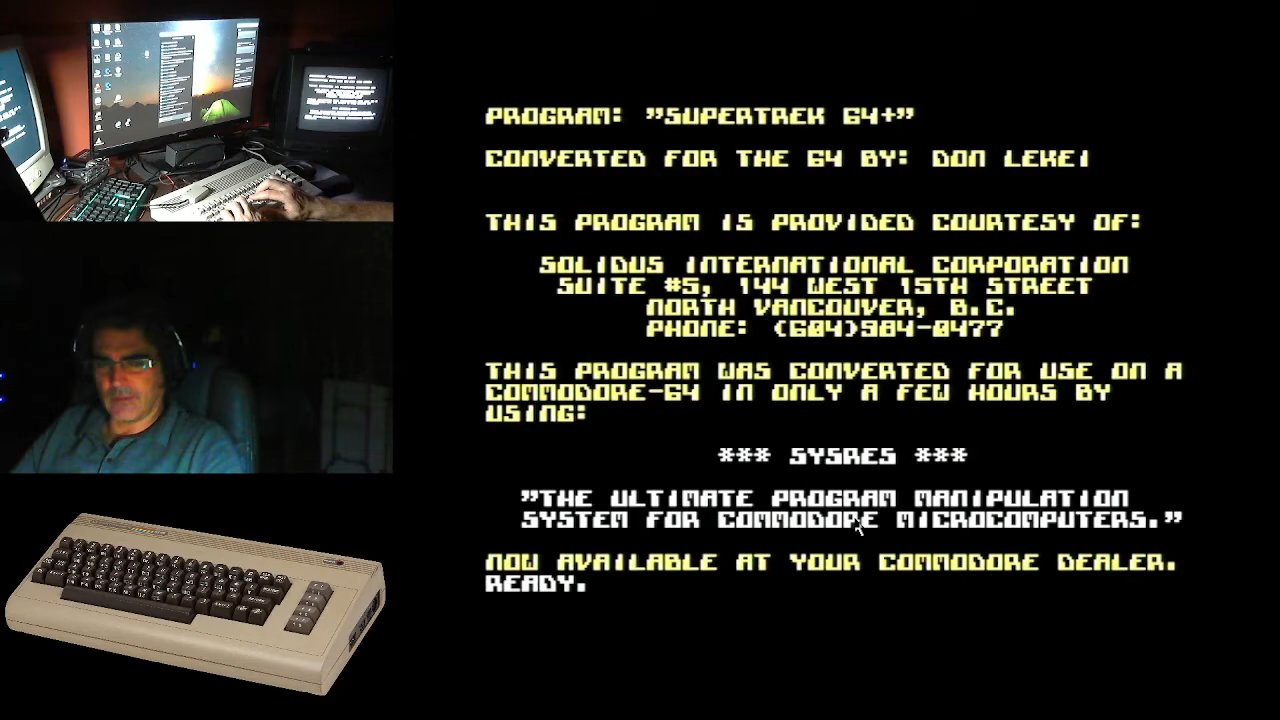 PROGRAM: "SUPERTREK 64+"
CONVERTED FOR THE 64 BY: DON LEKEI
THIS PROGRAM IS PROVIDED COURTESY OF:
SOLIDUS INTERNATIONAL CORPORATION
SUITE #5, 144 WEST 15TH STREET
NORTH VANCOUVER, B.C.
PHONE: (604)984-0477
THIS PROGRAM WAS CONVERTED FOR USE ON A
COMMODORE-64 IN ONLY A FEW HOURS BY
USING:
*** SYSRES ***
"THE ULTIMATE PROGRAM MANIPULATION
SYSTEM FOR COMMODORE MICROCOMPUTERS."
NOW AVAILABLE AT YOUR COMMODORE DEALER.
READY.